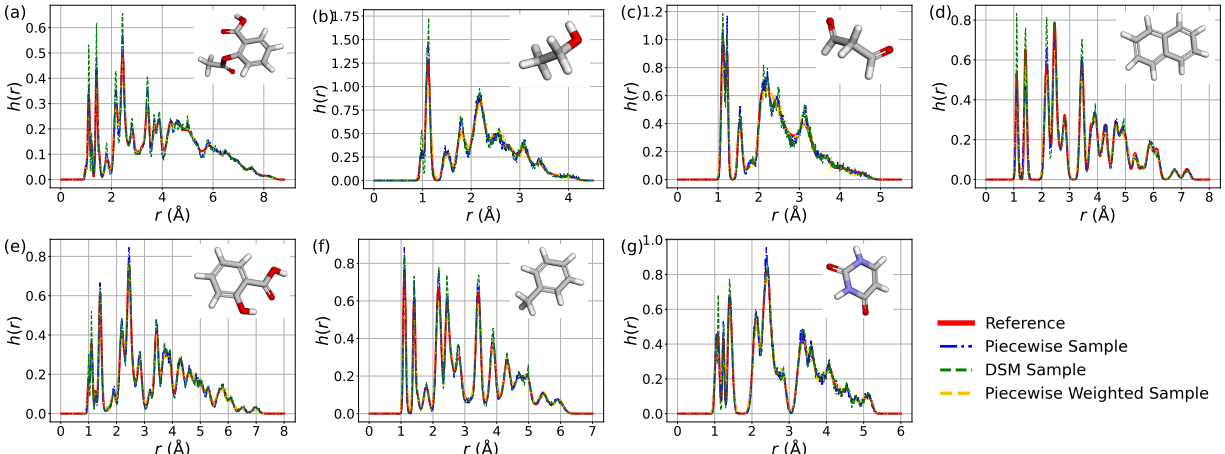 (a)
h(r)
0.6
0.5
0.4
0.3
0.2
0.1
0.0
0 2 4 6 8
r (Å)
(b)
h(r)
1.75
1.50
1.25
1.00
0.75
0.50
0.25
0.00
0 1 2 3 4
r (Å)
(c)
h(r)
1.2
1.0
0.8
0.6
0.4
0.2
0.0
0 1 2 3 4 5
r (Å)
(d)
h(r)
0.8
0.6
0.4
0.2
0.0
0 1 2 3 4 5 6 7 8
r (Å)
(e)
h(r)
0.8
0.6
0.4
0.2
0.0
0 1 2 3 4 5 6 7 8
r (Å)
(f)
h(r)
0.8
0.6
0.4
0.2
0.0
0 1 2 3 4 5 6 7
r (Å)
(g)
h(r)
1.0
0.8
0.6
0.4
0.2
0.0
0 1 2 3 4 5 6
r (Å)
Reference
Piecewise Sample
DSM Sample
Piecewise Weighted Sample